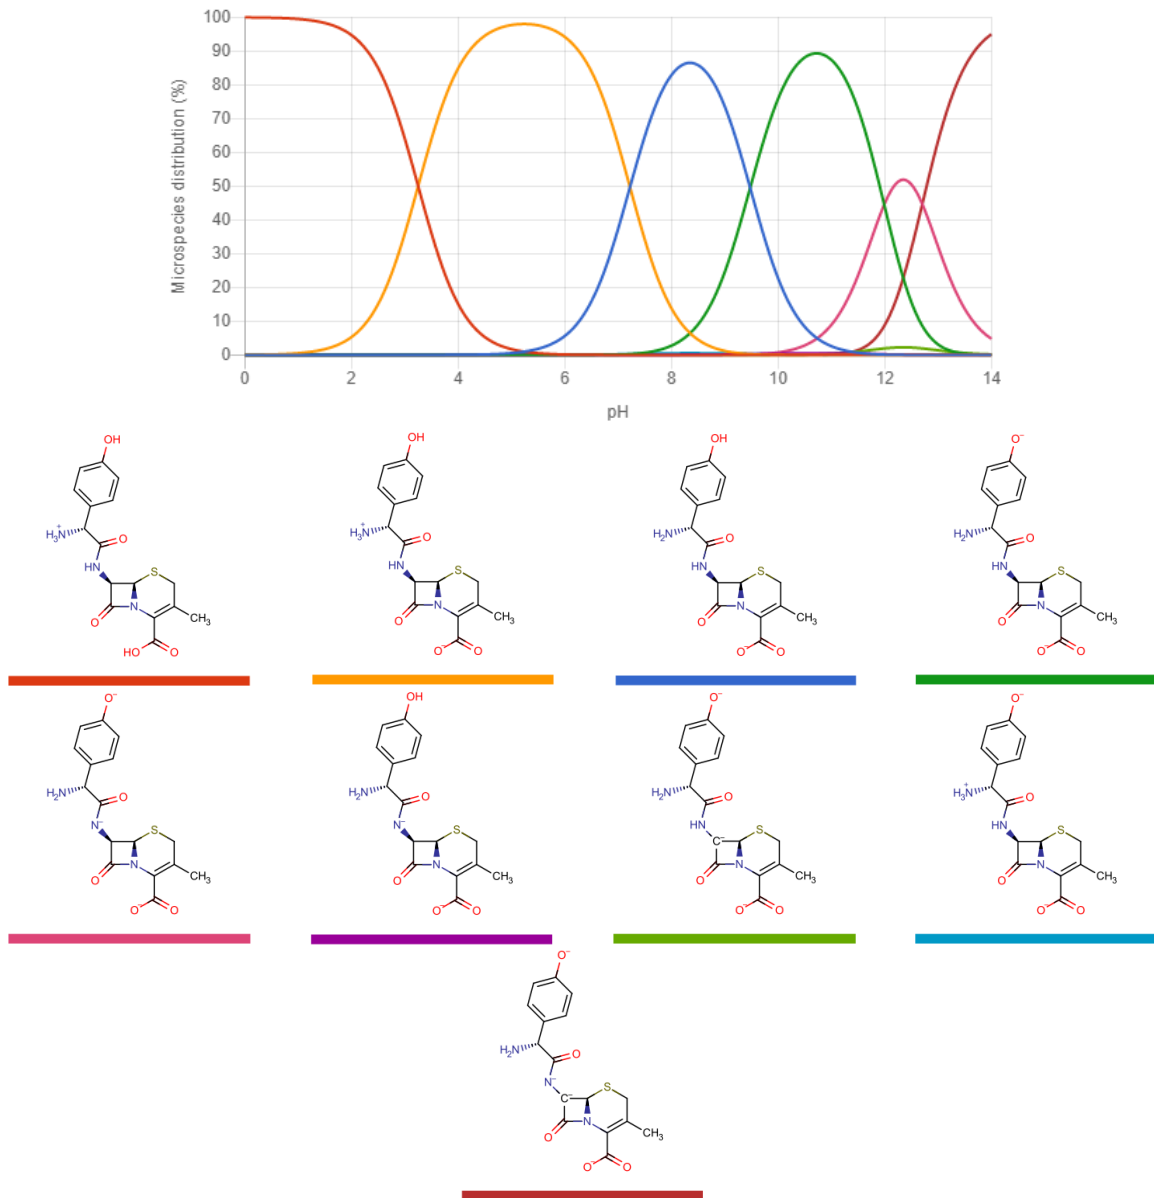 100
90
80
70
60
50
40
30
20
10
0
Microspecies distribution (%)
0 2 4 6 8 10 12 14
pH
OH OH OH O⁻
H₃N⁺ O H₃N⁺ O H₂N O H₂N O
HN S HN S HN S HN S
O N CH₃ O N CH₃ O N CH₃ O N CH₃
HO O O⁻ O O⁻ O O⁻ O
O⁻ OH O⁻ O⁻
H₂N O H₂N O H₂N O H₃N⁺ O
N⁻ S N⁻ S HN C⁻ S HN S
O N CH₃ O N CH₃ O N CH₃ O N CH₃
O⁻ O O⁻ O O⁻ O O⁻ O
O⁻
H₂N O
N⁻ S
C⁻
O N CH₃
O⁻ O